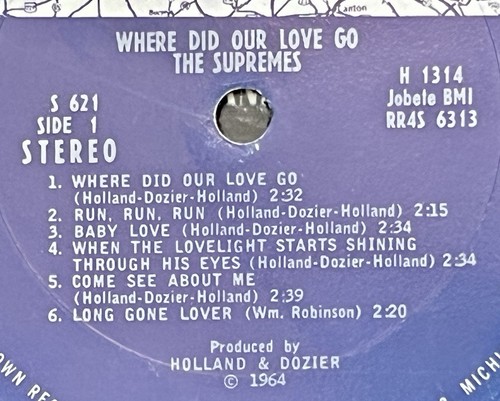 WHERE DID OUR LOVE GO
THE SUPREMES
S 621
SIDE 1
STEREO
H 1314
Jobete BMI
RR4S 6313
1. WHERE DID OUR LOVE GO
(Holland-Dozier-Holland) 2:32
2. RUN, RUN, RUN (Holland-Dozier-Holland) 2:15
3. BABY LOVE (Holland-Dozier-Holland) 2:34
4. WHEN THE LOVELIGHT STARTS SHINING
THROUGH HIS EYES (Holland-Dozier-Holland) 2:34
5. COME SEE ABOUT ME
(Holland-Dozier-Holland) 2:39
6. LONG GONE LOVER (Wm. Robinson) 2:20
Produced by
HOLLAND & DOZIER
© 1964